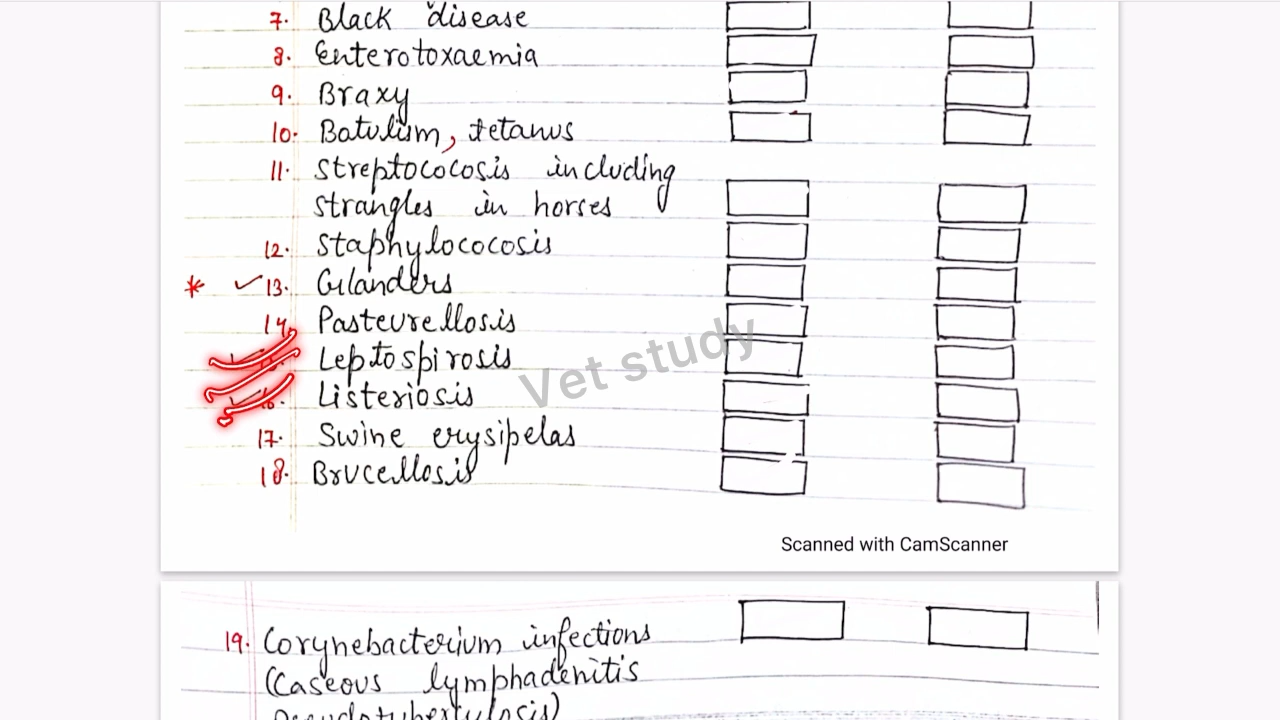 7. Black disease
8. Enterotoxaemia
9. Braxy
10. Batulism, tetanus
11. Streptococosis including
strangles in horses
12. Staphylococosis
* ✓13. Glanders
14. Pasteurellosis
Leptospirosis
Listeriosis
Vet study
17. Swine erysipelas
18. Brucellosis
Scanned with CamScanner
19. Corynebacterium infections
(Caseous lymphadenitis